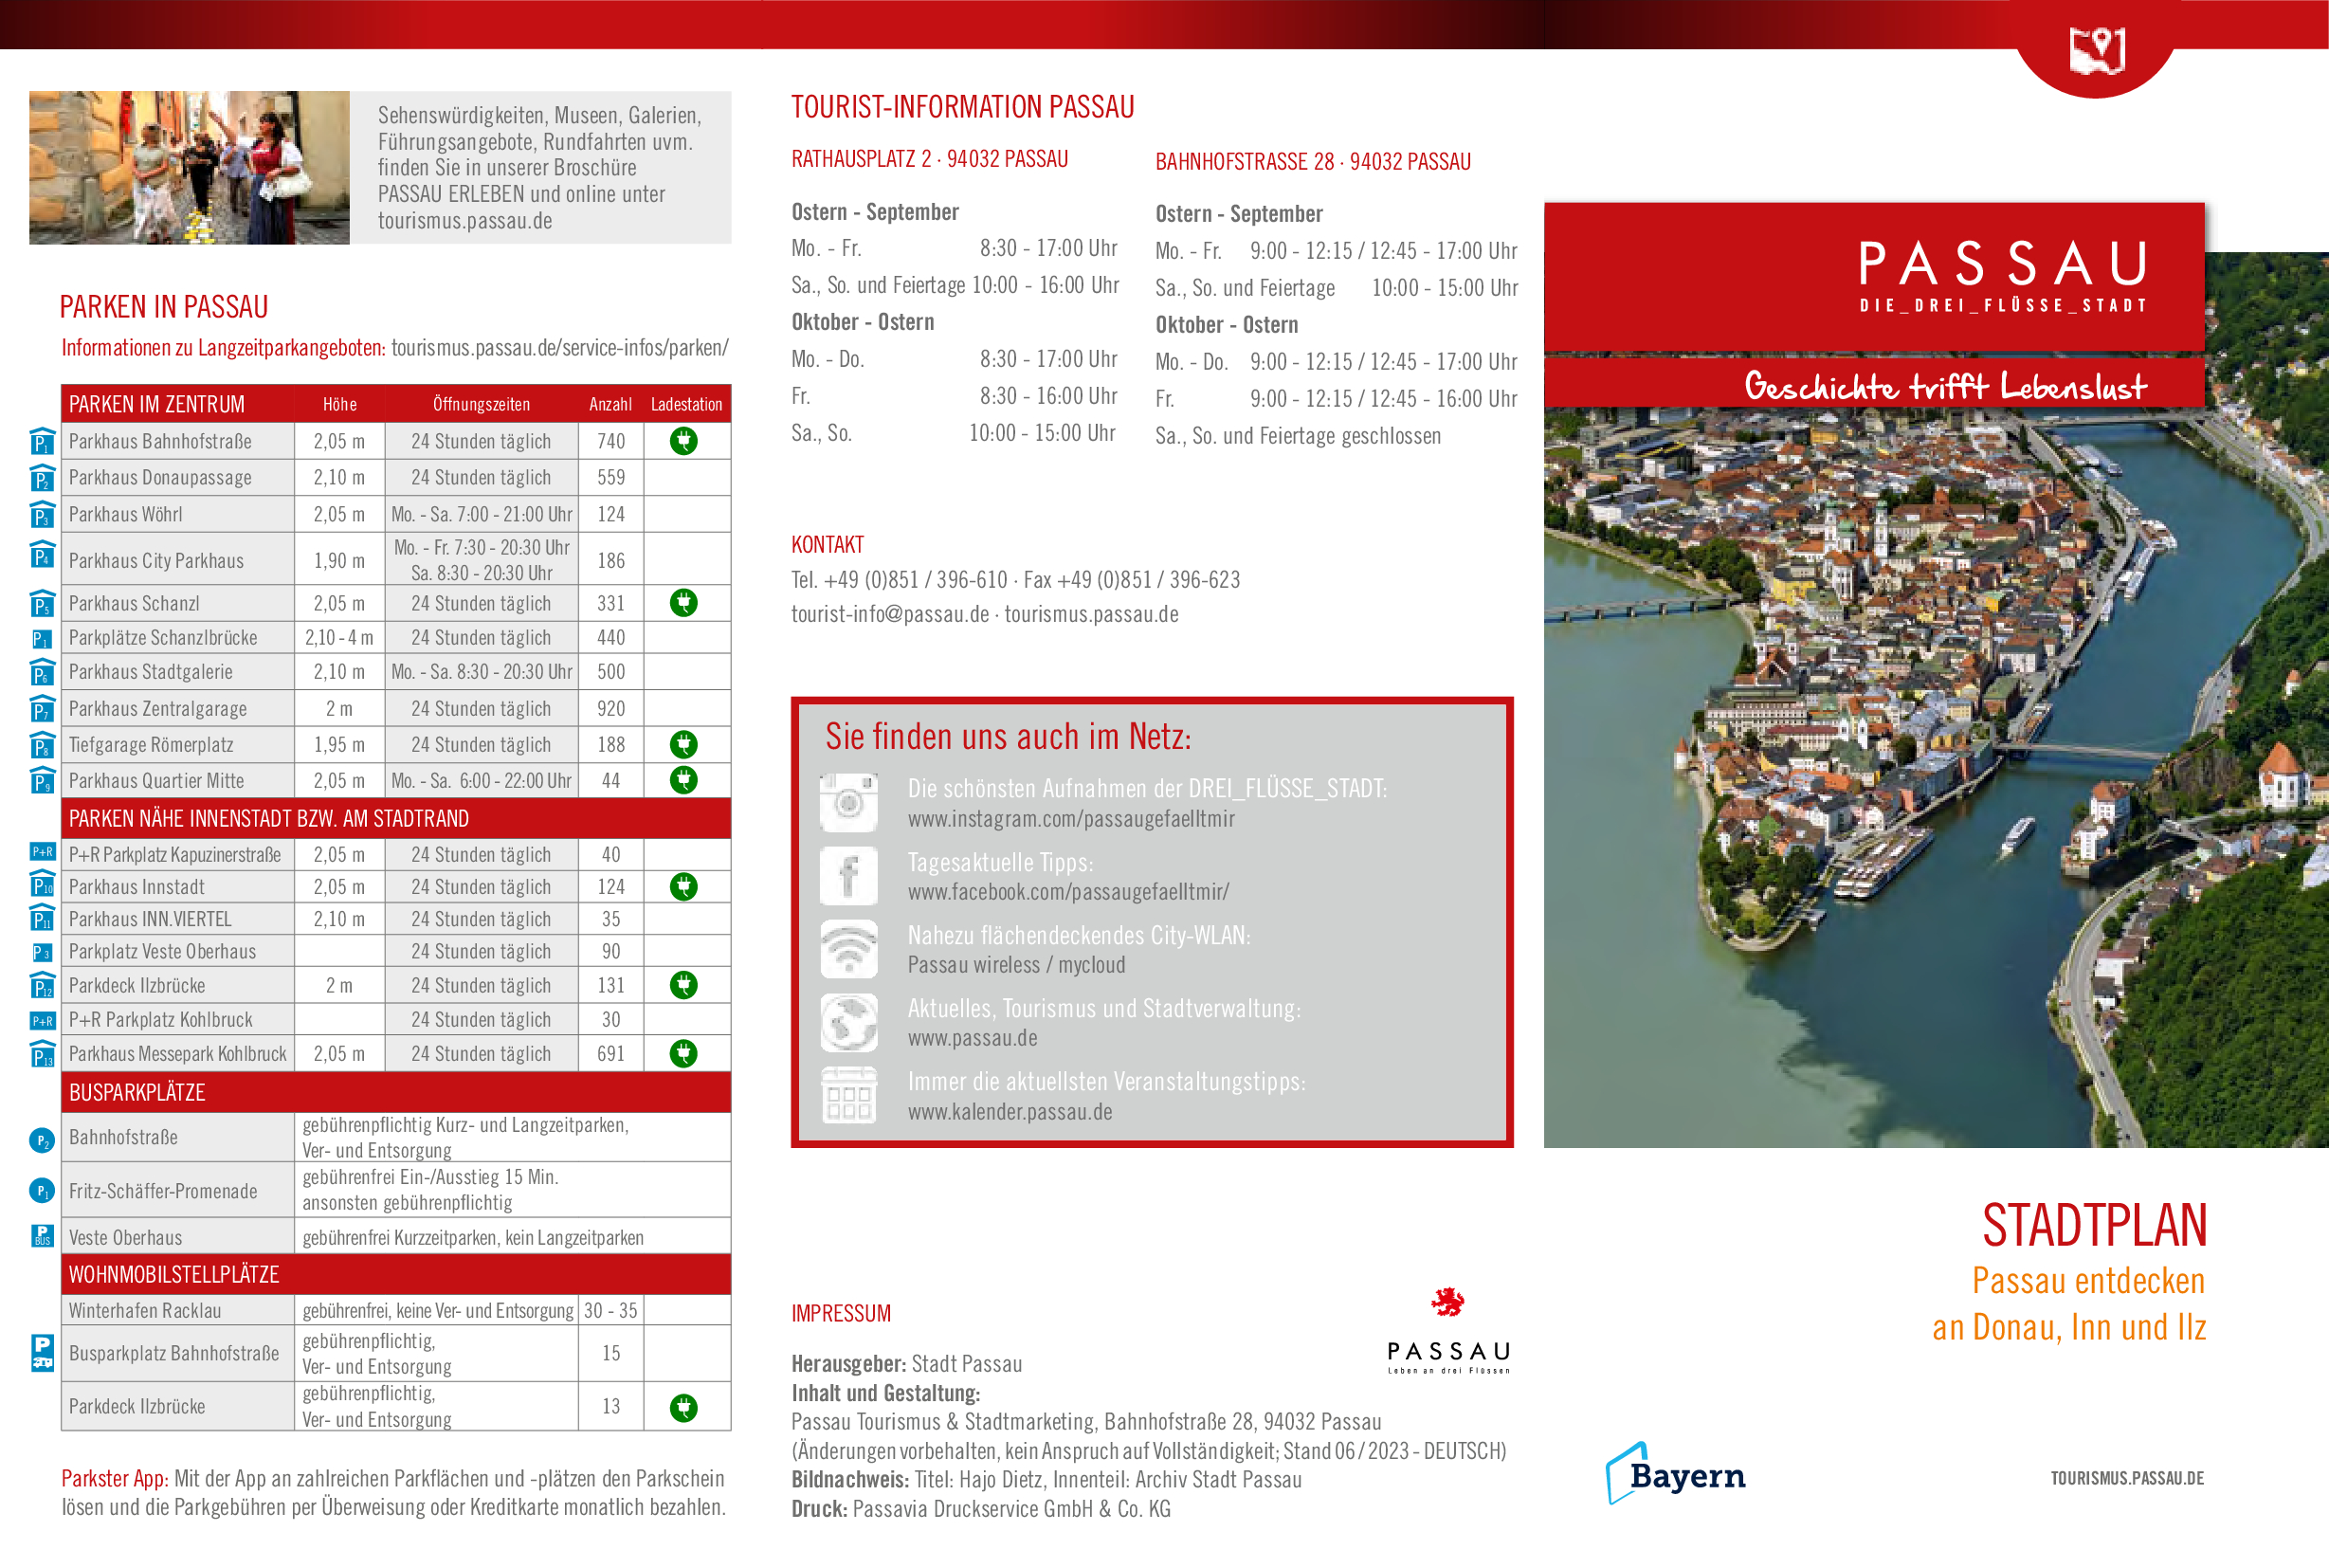 Sehenswürdigkeiten, Museen, Galerien,
Führungsangebote, Rundfahrten uvm.
finden Sie in unserer Broschüre
PASSAU ERLEBEN und online unter
tourismus.passau.de
PARKEN IN PASSAU
Informationen zu Langzeitparkangeboten: tourismus.passau.de/service-infos/parken/
PARKEN IM ZENTRUM Höhe Öffnungszeiten Anzahl Ladestation
P1 Parkhaus Bahnhofstraße 2,05 m 24 Stunden täglich 740
P2 Parkhaus Donaupassage 2,10 m 24 Stunden täglich 559
P3 Parkhaus Wöhrl 2,05 m Mo. - Sa. 7:00 - 21:00 Uhr 124
P4 Parkhaus City Parkhaus 1,90 m Mo. - Fr. 7:30 - 20:30 Uhr 186
Sa. 8:30 - 20:30 Uhr
P5 Parkhaus Schanzl 2,05 m 24 Stunden täglich 331
P1 Parkplätze Schanzlbrücke 2,10 - 4 m 24 Stunden täglich 440
P6 Parkhaus Stadtgalerie 2,10 m Mo. - Sa. 8:30 - 20:30 Uhr 500
P7 Parkhaus Zentralgarage 2 m 24 Stunden täglich 920
P8 Tiefgarage Römerplatz 1,95 m 24 Stunden täglich 188
P9 Parkhaus Quartier Mitte 2,05 m Mo. - Sa. 6:00 - 22:00 Uhr 44
PARKEN NÄHE INNENSTADT BZW. AM STADTRAND
P+R P+R Parkplatz Kapuzinerstraße 2,05 m 24 Stunden täglich 40
P10 Parkhaus Innstadt 2,05 m 24 Stunden täglich 124
P11 Parkhaus INN.VIERTEL 2,10 m 24 Stunden täglich 35
P3 Parkplatz Veste Oberhaus 24 Stunden täglich 90
P12 Parkdeck Ilzbrücke 2 m 24 Stunden täglich 131
P+R P+R Parkplatz Kohlbruck 24 Stunden täglich 30
P13 Parkhaus Messepark Kohlbruck 2,05 m 24 Stunden täglich 691
BUSPARKPLÄTZE
P2 Bahnhofstraße gebührenpflichtig Kurz- und Langzeitparken,
Ver- und Entsorgung
P1 Fritz-Schäffer-Promenade gebührenfrei Ein-/Ausstieg 15 Min.
ansonsten gebührenpflichtig
P BUS Veste Oberhaus gebührenfrei Kurzzeitparken, kein Langzeitparken
WOHNMOBILSTELLPLÄTZE
Winterhafen Racklau gebührenfrei, keine Ver- und Entsorgung 30 - 35
P Busparkplatz Bahnhofstraße gebührenpflichtig, 15
Ver- und Entsorgung
Parkdeck Ilzbrücke gebührenpflichtig, 13
Ver- und Entsorgung
Parkster App: Mit der App an zahlreichen Parkflächen und -plätzen den Parkschein
lösen und die Parkgebühren per Überweisung oder Kreditkarte monatlich bezahlen.
TOURIST-INFORMATION PASSAU
RATHAUSPLATZ 2 · 94032 PASSAU
Ostern - September
Mo. - Fr. 8:30 - 17:00 Uhr
Sa., So. und Feiertage 10:00 - 16:00 Uhr
Oktober - Ostern
Mo. - Do. 8:30 - 17:00 Uhr
Fr. 8:30 - 16:00 Uhr
Sa., So. 10:00 - 15:00 Uhr
BAHNHOFSTRASSE 28 · 94032 PASSAU
Ostern - September
Mo. - Fr. 9:00 - 12:15 / 12:45 - 17:00 Uhr
Sa., So. und Feiertage 10:00 - 15:00 Uhr
Oktober - Ostern
Mo. - Do. 9:00 - 12:15 / 12:45 - 17:00 Uhr
Fr. 9:00 - 12:15 / 12:45 - 16:00 Uhr
Sa., So. und Feiertage geschlossen
KONTAKT
Tel. +49 (0)851 / 396-610 · Fax +49 (0)851 / 396-623
tourist-info@passau.de · tourismus.passau.de
Sie finden uns auch im Netz:
Die schönsten Aufnahmen der DREI_FLÜSSE_STADT:
www.instagram.com/passaugefaelltmir
Tagesaktuelle Tipps:
www.facebook.com/passaugefaelltmir/
Nahezu flächendeckendes City-WLAN:
Passau wireless / mycloud
Aktuelles, Tourismus und Stadtverwaltung:
www.passau.de
Immer die aktuellsten Veranstaltungstipps:
www.kalender.passau.de
IMPRESSUM
PASSAU
Leben an drei Flüssen
Herausgeber: Stadt Passau
Inhalt und Gestaltung:
Passau Tourismus & Stadtmarketing, Bahnhofstraße 28, 94032 Passau
(Änderungen vorbehalten, kein Anspruch auf Vollständigkeit; Stand 06 / 2023 - DEUTSCH)
Bildnachweis: Titel: Hajo Dietz, Innenteil: Archiv Stadt Passau
Druck: Passavia Druckservice GmbH & Co. KG
PASSAU
DIE_DREI_FLÜSSE_STADT
Geschichte trifft Lebenslust
STADTPLAN
Passau entdecken
an Donau, Inn und Ilz
Bayern
TOURISMUS.PASSAU.DE